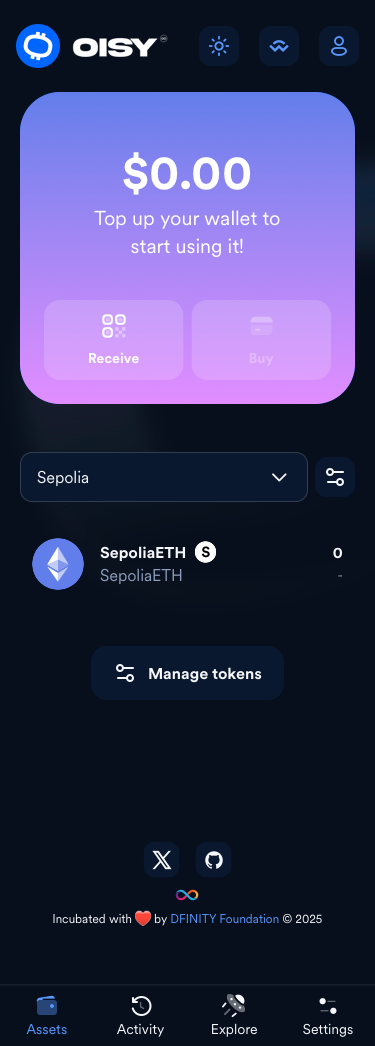 OISY
$0.00
Top up your wallet to
start using it!
Receive
Buy
Sepolia
SepoliaETH S
0
SepoliaETH
-
Manage tokens
Incubated with ❤️ by DFINITY Foundation © 2025
Assets
Activity
Explore
Settings